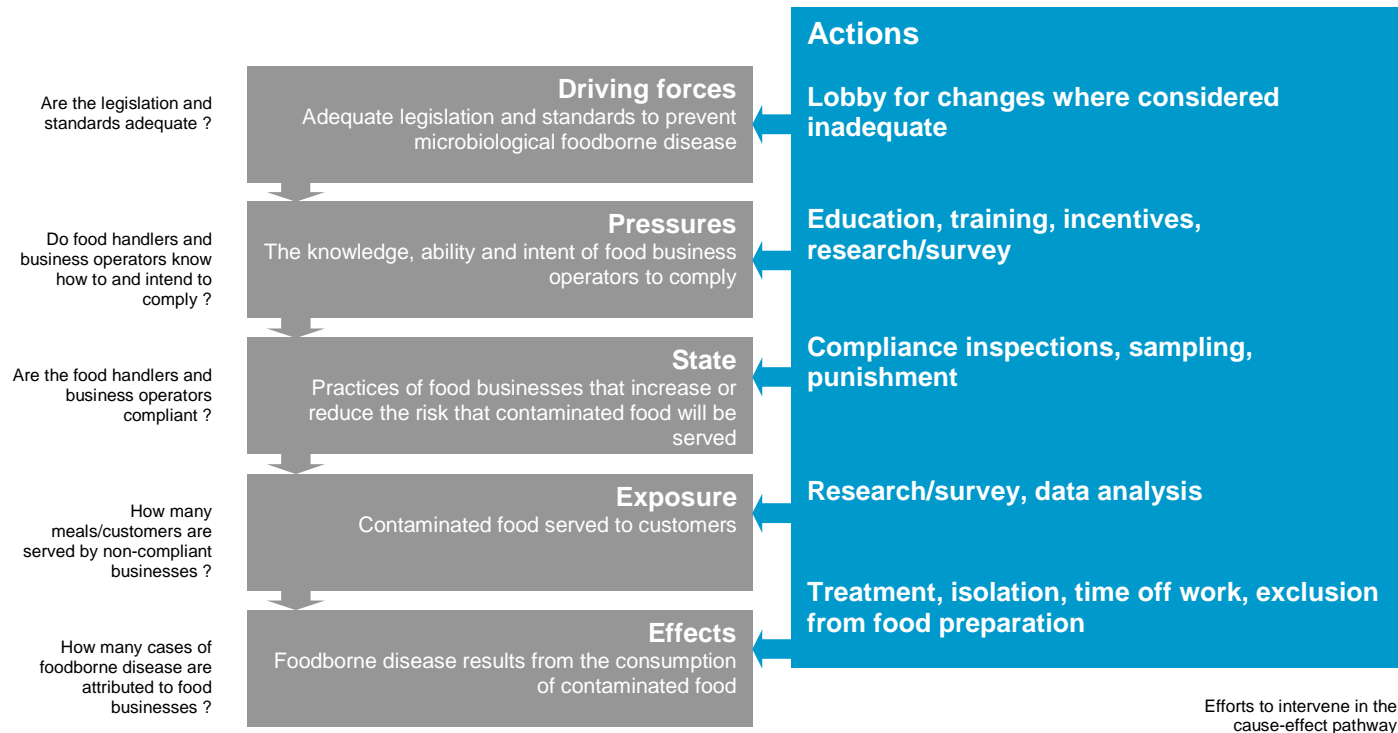 Actions
Are the legislation and
standards adequate ?
Driving forces
Adequate legislation and standards to prevent
microbiological foodborne disease
Lobby for changes where considered
inadequate
Do food handlers and
business operators know
how to and intend to
comply ?
Pressures
The knowledge, ability and intent of food business
operators to comply
Education, training, incentives,
research/survey
Are the food handlers and
business operators
compliant ?
State
Practices of food businesses that increase or
reduce the risk that contaminated food will be
served
Compliance inspections, sampling,
punishment
How many
meals/customers are
served by non-compliant
businesses ?
Exposure
Contaminated food served to customers
Research/survey, data analysis
How many cases of
foodborne disease are
attributed to food
businesses ?
Effects
Foodborne disease results from the consumption
of contaminated food
Treatment, isolation, time off work, exclusion
from food preparation
Efforts to intervene in the
cause-effect pathway